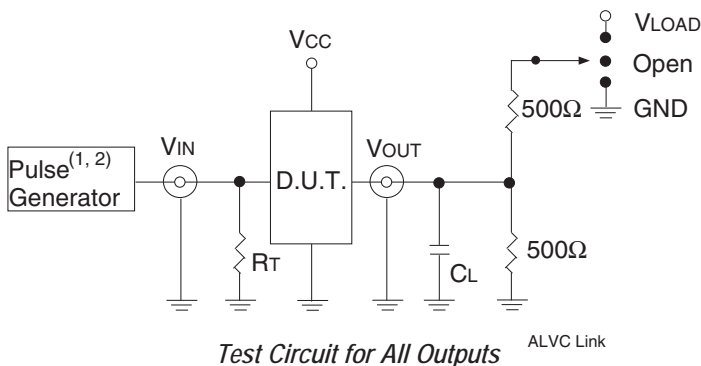 VLOAD
VCC
Open
500Ω
GND
VIN
VOUT
Pulse(1, 2)
Generator
D.U.T.
500Ω
RT
CL
Test Circuit for All Outputs
ALVC Link